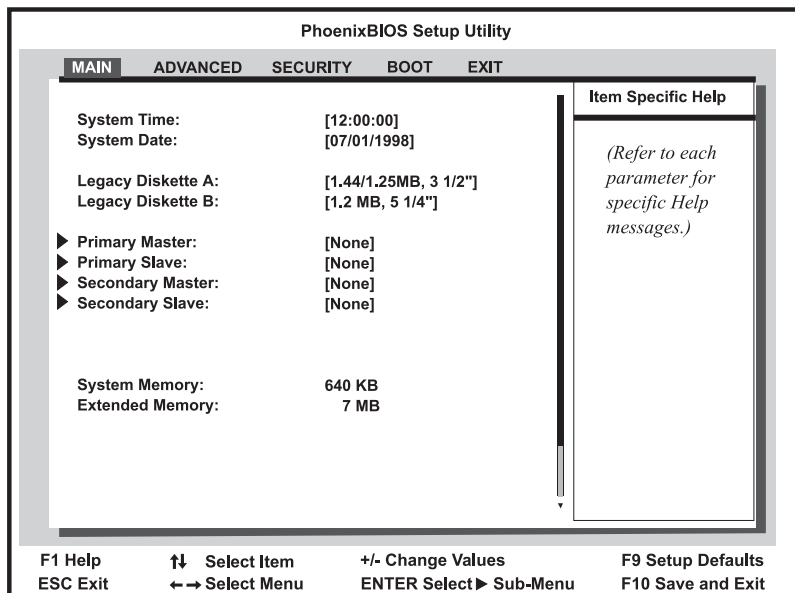 PhoenixBIOS Setup Utility
MAIN ADVANCED SECURITY BOOT EXIT
System Time: [12:00:00]
System Date: [07/01/1998]
Legacy Diskette A: [1.44/1.25MB, 3 1/2"]
Legacy Diskette B: [1.2 MB, 5 1/4"]
Primary Master: [None]
Primary Slave: [None]
Secondary Master: [None]
Secondary Slave: [None]
System Memory: 640 KB
Extended Memory: 7 MB
Item Specific Help
(Refer to each
parameter for
specific Help
messages.)
F1 Help ↑↓ Select Item +/- Change Values F9 Setup Defaults
ESC Exit ←→ Select Menu ENTER Select ▶ Sub-Menu F10 Save and Exit